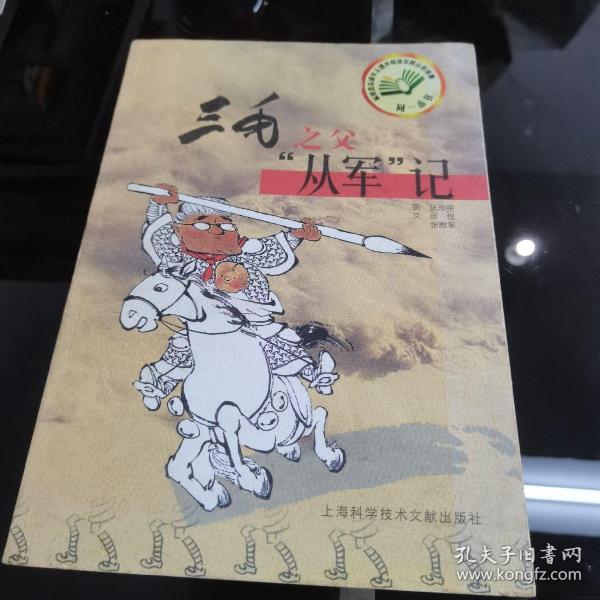 三毛之父
“从军”记
图 张乐平
文 邱悦
张慰军
上海科学技术文献出版社
孔夫子旧书网
www.kongfz.com